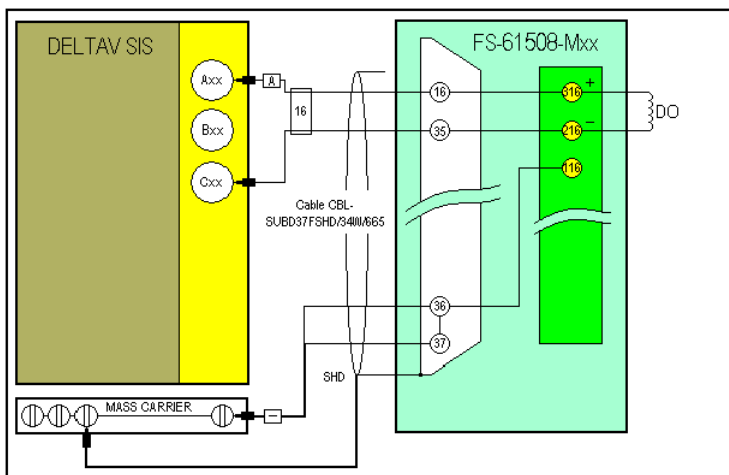 DELTAV SIS
FS-61508-Mxx
Axx
A
16
16
316
+
DO
Bxx
35
216
−
Cxx
116
Cable CBL-
SUBD37FSHD/34W/665
36
37
SHD
MASS CARRIER
−